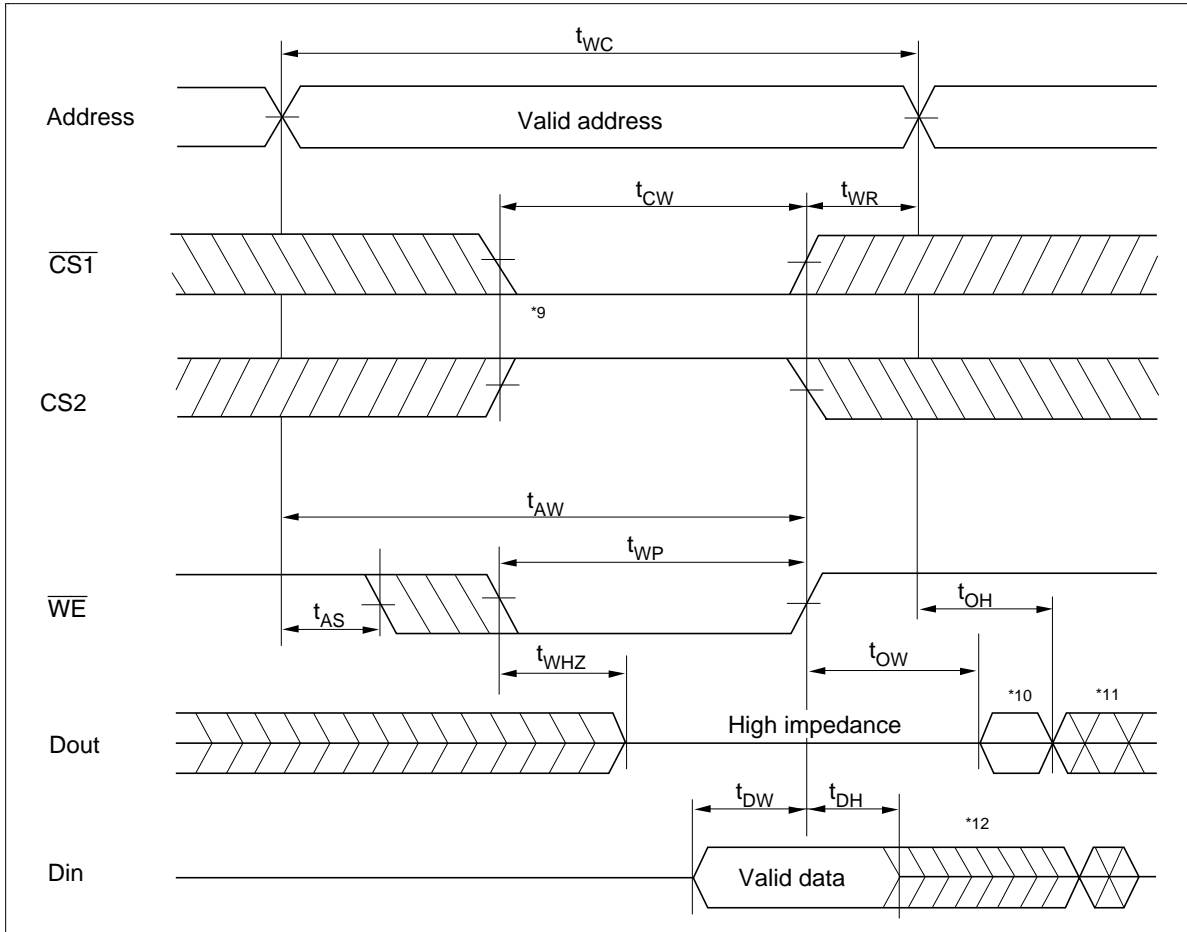 tWC
Address
Valid address
tCW
tWR
CS1
*9
CS2
tAW
tWP
WE
tAS
tOH
tWHZ
tOW
*10
*11
Dout
High impedance
tDW
tDH
*12
Din
Valid data